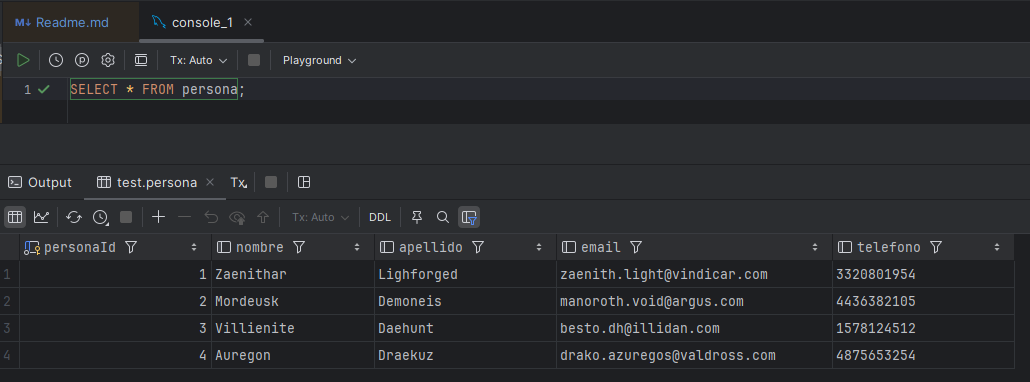 M↓ Readme.md console_1
Tx: Auto Playground
1 SELECT * FROM persona;
Output test.persona Tx
Tx: Auto DDL
personaId nombre apellido email telefono
1 1 Zaenithar Lighforged zaenith.light@vindicar.com 3320801954
2 2 Mordeusk Demoneis manoroth.void@argus.com 4436382105
3 3 Villienite Daehunt besto.dh@illidan.com 1578124512
4 4 Auregon Draekuz drako.azuregos@valdross.com 4875653254